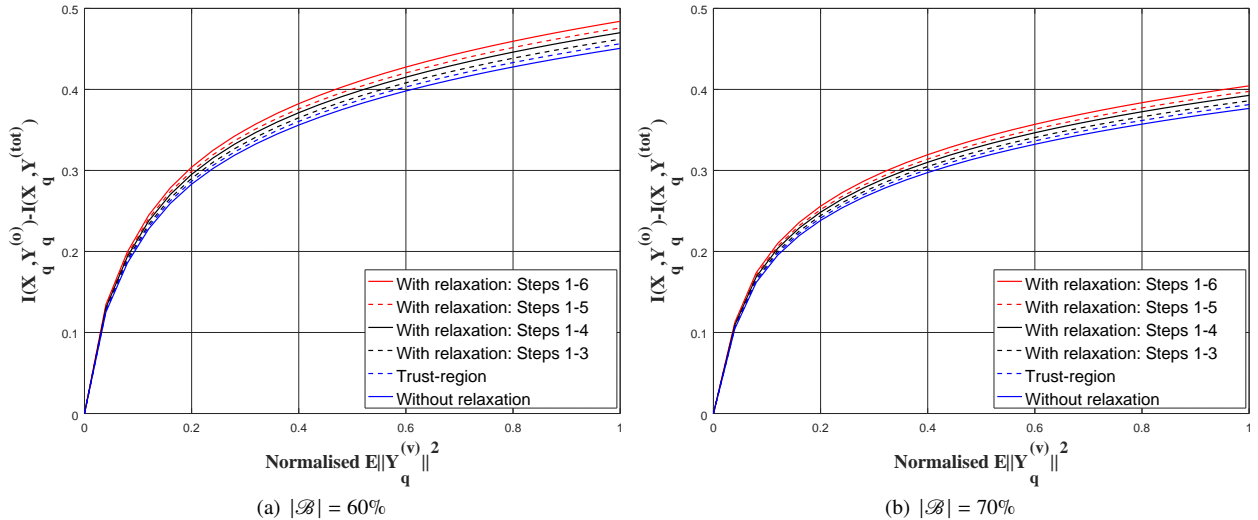 0.5
0.4
0.3
0.2
0.1
0
I(X_q,Y_q^(o))-I(X_q,Y_q^(tot))
With relaxation: Steps 1-6
With relaxation: Steps 1-5
With relaxation: Steps 1-4
With relaxation: Steps 1-3
Trust-region
Without relaxation
0 0.2 0.4 0.6 0.8 1
Normalised E||Y_q^(v)||^2
(a) |ℬ| = 60%
0.5
0.4
0.3
0.2
0.1
0
I(X_q,Y_q^(o))-I(X_q,Y_q^(tot))
With relaxation: Steps 1-6
With relaxation: Steps 1-5
With relaxation: Steps 1-4
With relaxation: Steps 1-3
Trust-region
Without relaxation
0 0.2 0.4 0.6 0.8 1
Normalised E||Y_q^(v)||^2
(b) |ℬ| = 70%